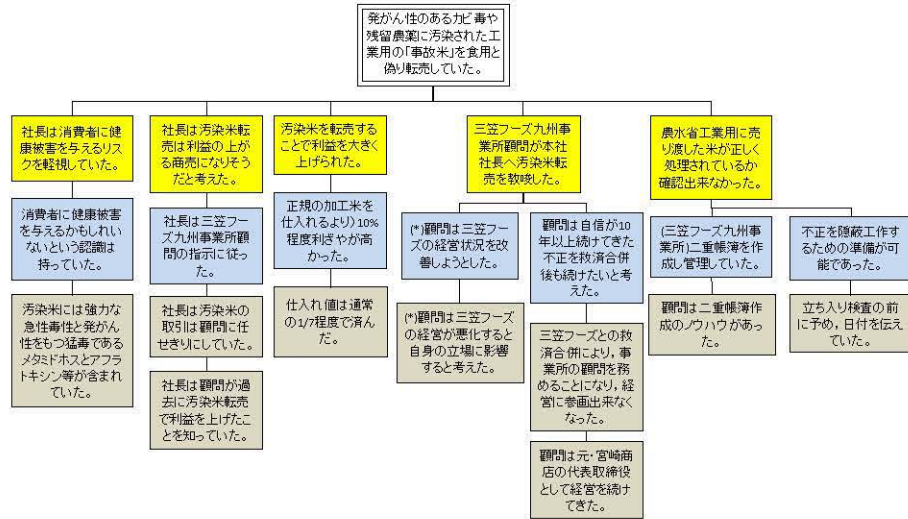 発がん性のあるカビ毒や
残留農薬に汚染された工
業用の「事故米」を食用と
偽り転売していた。
社長は消費者に健
康被害を与えるリ
スクを軽視していた。
消費者に健康被害
を与えるかもしれい
ないという認識は
持っていた。
汚染米には強力な
急性毒性と発がん
性をもつ猛毒である
メタミドホスとアフラ
トキシン等が含まれ
ていた。
社長は汚染米転
売は利益の上が
る商売になりそう
だと考えた。
社長は三笠フー
ズ九州事業所顧
問の指示に従っ
た。
社長は汚染米の
取引は顧問に任
せきりにしていた。
社長は顧問が過
去に汚染米転売
で利益を上げたこ
とを知っていた。
汚染米を転売する
ことで利益を大きく
上げられた。
正規の加工米を
仕入れるより）10%
程度利ざやが高
かった。
仕入れ値は通常
の1/7程度で済ん
だ。
三笠フーズ九州事
業所顧問が本社
社長へ汚染米転
売を教唆した。
(*)顧問は三笠フー
ズの経営状況を改
善しようとした。
(*)顧問は三笠フーズ
の経営が悪化すると
自身の立場に影響
すると考えた。
顧問は自信が10
年以上続けてきた
不正を救済合併
後も続けたいと考
えた。
三笠フーズとの救
済合併により，事
業所の顧問を務
めることになり，経
営に参画出来なく
なった。
顧問は元・宮崎商
店の代表取締役
として経営を続け
てきた。
農水省工業用に売
り渡した米が正しく
処理されているか
確認出来なかった。
(三笠フーズ九州事
業所)二重帳簿を作
成し管理していた。
顧問は二重帳簿作
成のノウハウがあっ
た。
不正を隠蔽工作す
るための準備が可
能であった。
立ち入り検査の前
に予め，日付を伝え
ていた。